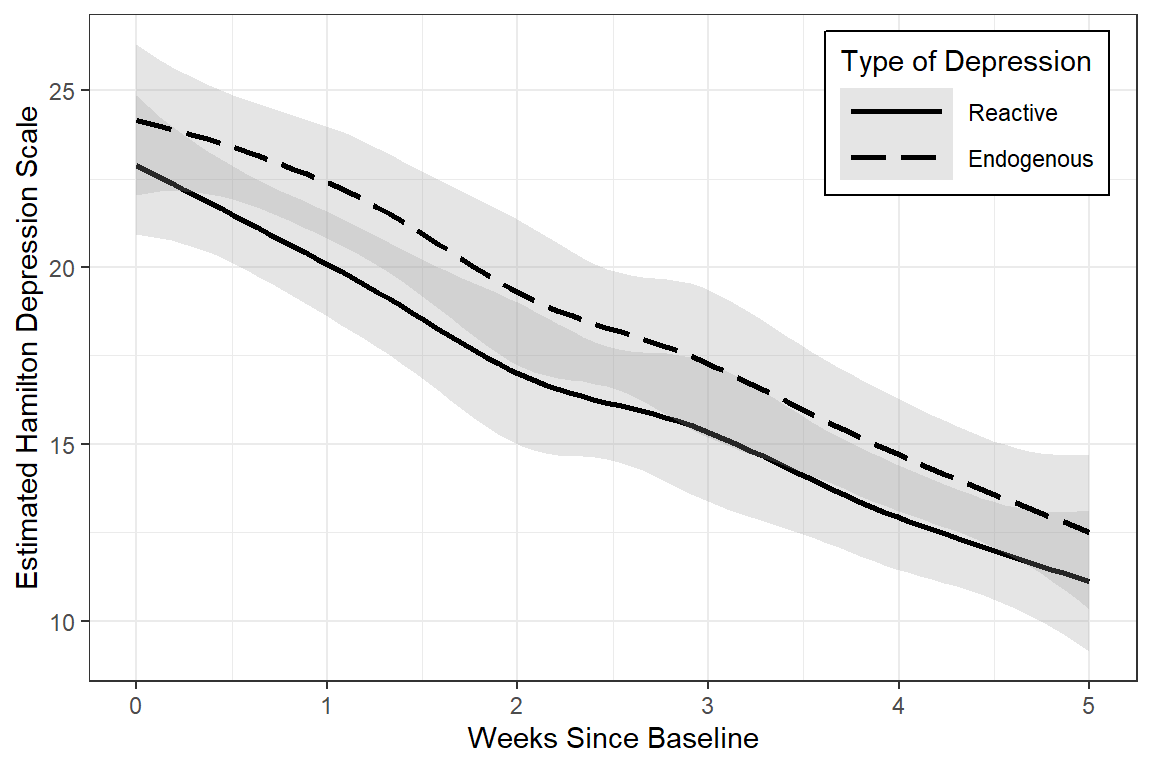 Type of Depression
Reactive
Endogenous
Estimated Hamilton Depression Scale
25
20
15
10
0 1 2 3 4 5
Weeks Since Baseline